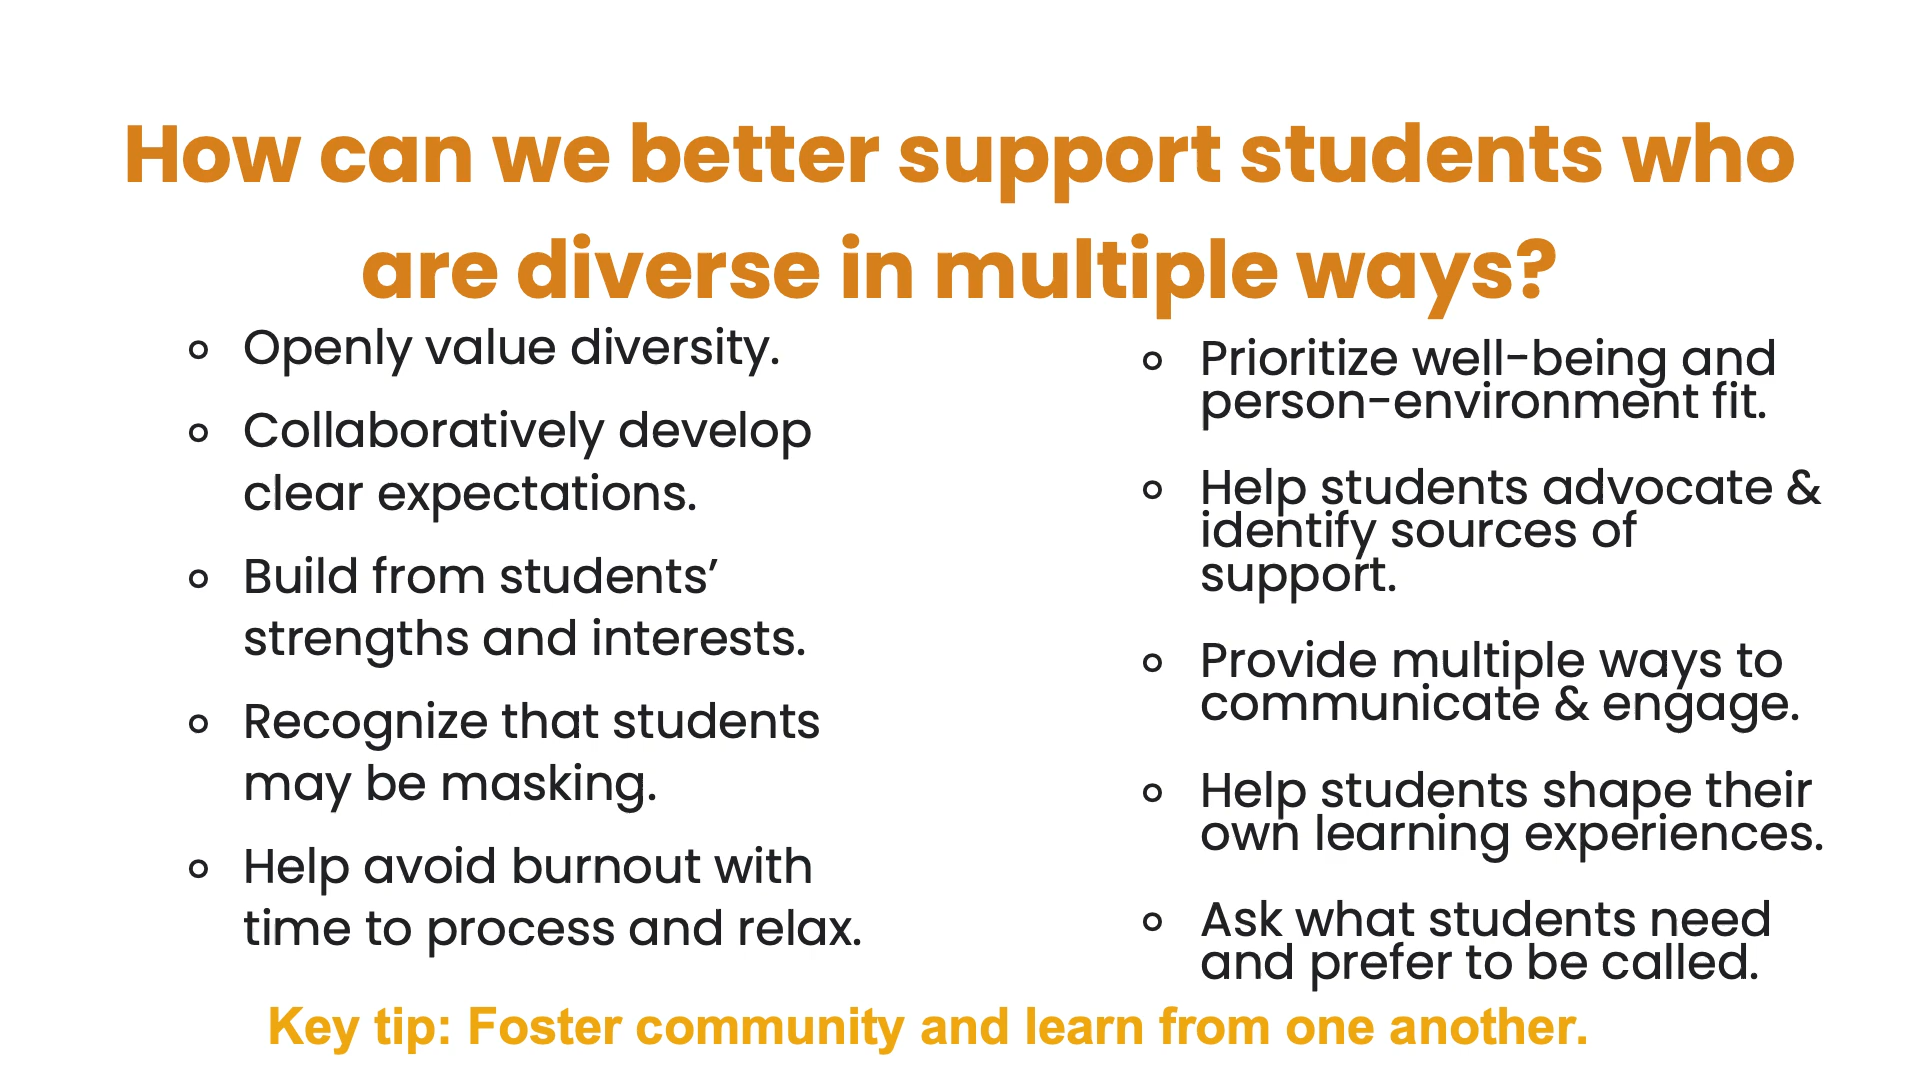 How can we better support students who
are diverse in multiple ways?
Openly value diversity.
Collaboratively develop
clear expectations.
Build from students’
strengths and interests.
Recognize that students
may be masking.
Help avoid burnout with
time to process and relax.
Prioritize well-being and
person-environment fit.
Help students advocate &
identify sources of
support.
Provide multiple ways to
communicate & engage.
Help students shape their
own learning experiences.
Ask what students need
and prefer to be called.
Key tip: Foster community and learn from one another.